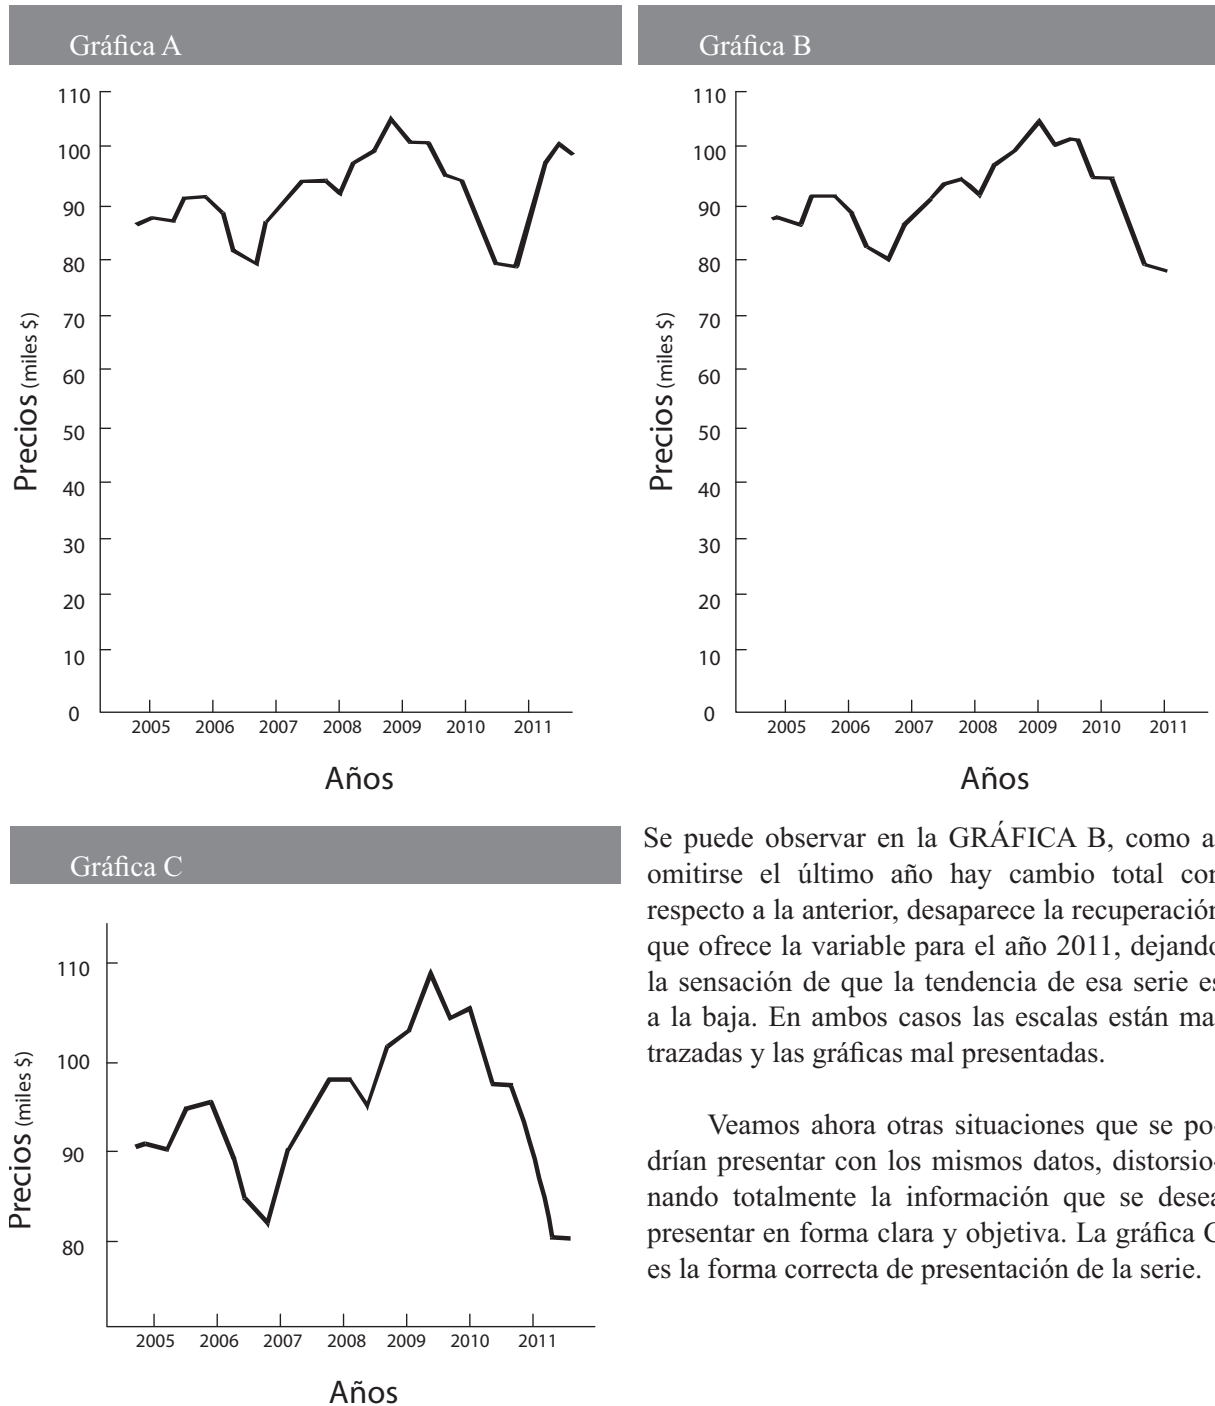 Gráfica A
110
100
90
80
70
60
50
40
30
20
10
0
Precios (miles $)
2005 2006 2007 2008 2009 2010 2011
Años
Gráfica B
110
100
90
80
70
60
50
40
30
20
10
0
Precios (miles $)
2005 2006 2007 2008 2009 2010 2011
Años
Gráfica C
110
100
90
80
Precios (miles $)
2005 2006 2007 2008 2009 2010 2011
Años
Se puede observar en la GRÁFICA B, como a
omitirse el último año hay cambio total con
respecto a la anterior, desaparece la recuperación
que ofrece la variable para el año 2011, dejando
la sensación de que la tendencia de esa serie es
a la baja. En ambos casos las escalas están ma
trazadas y las gráficas mal presentadas.
Veamos ahora otras situaciones que se po-
drían presentar con los mismos datos, distorsio-
nando totalmente la información que se desea
presentar en forma clara y objetiva. La gráfica C
es la forma correcta de presentación de la serie.